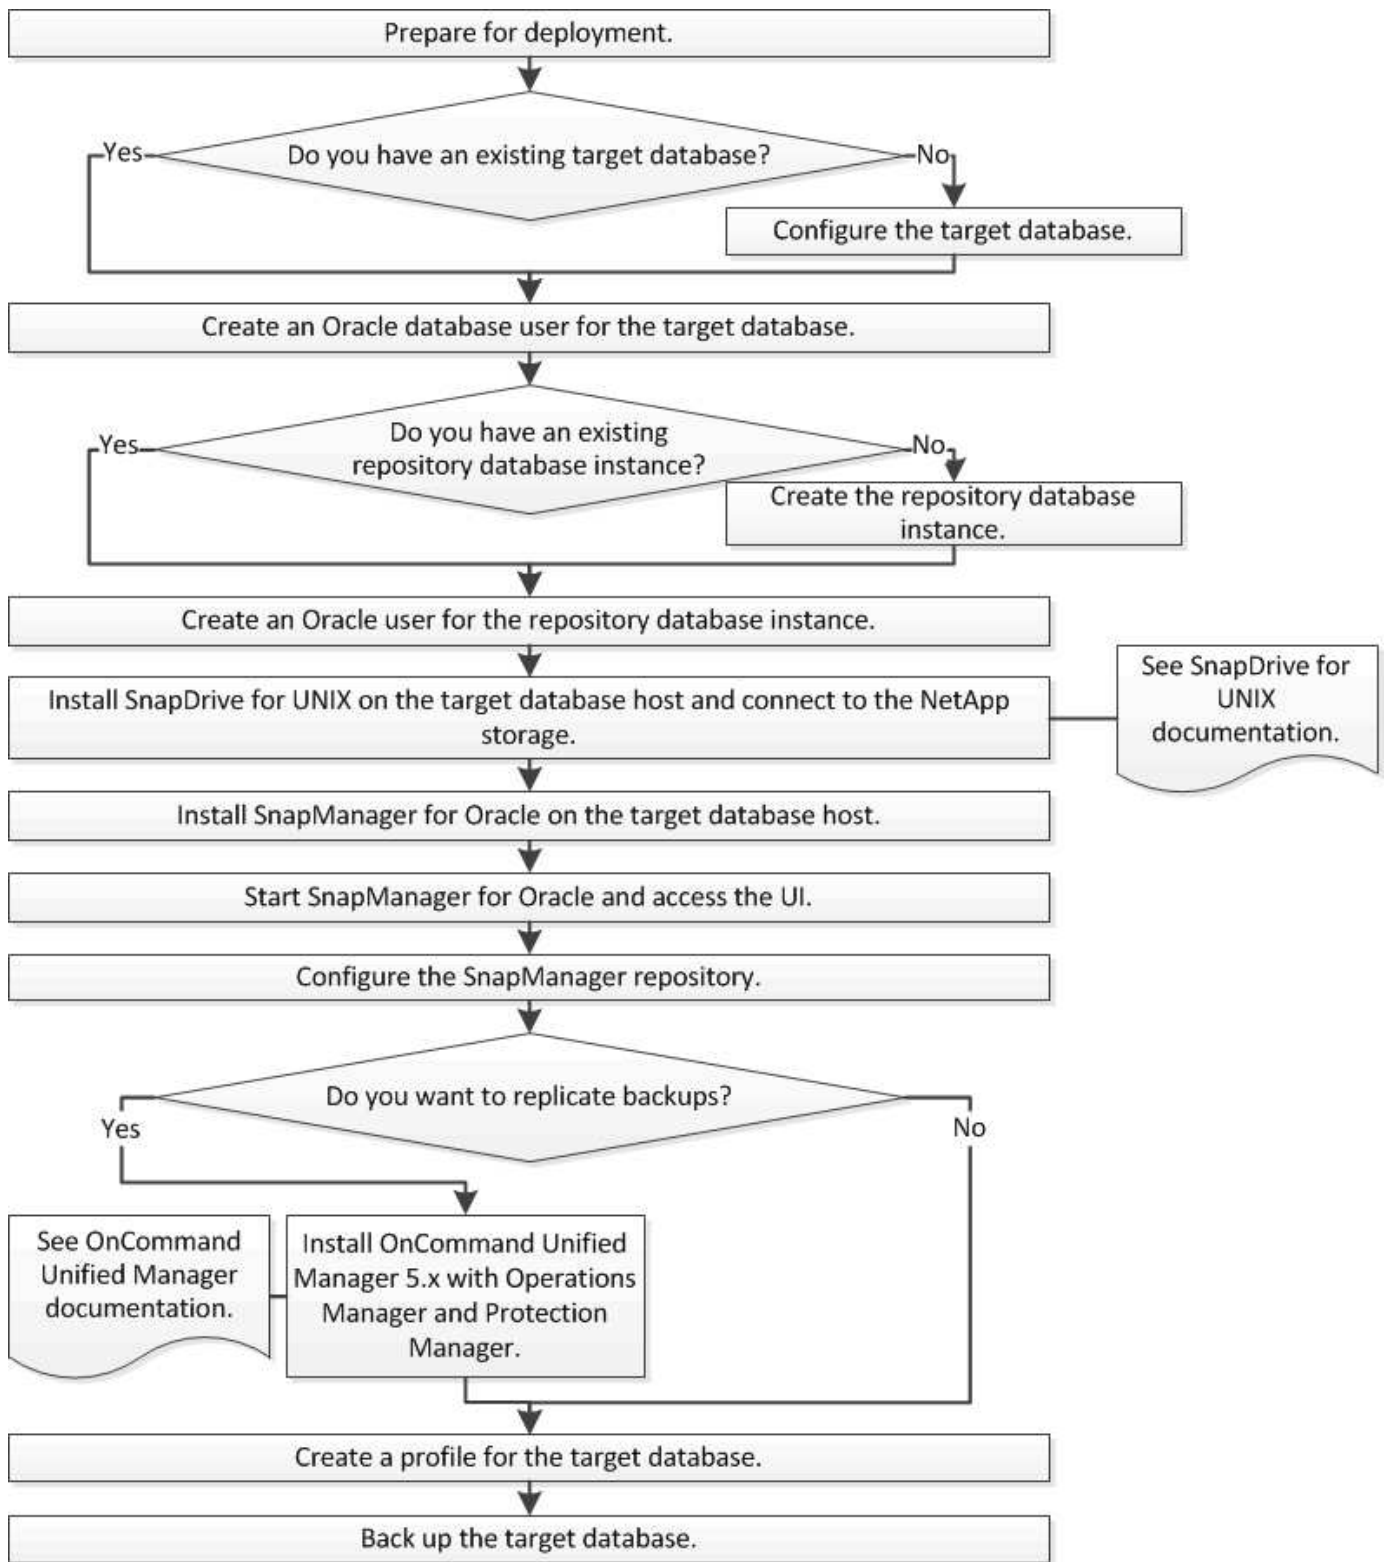 Prepare for deployment.
Do you have an existing target database?
Yes
No
Configure the target database.
Create an Oracle database user for the target database.
Do you have an existing
repository database instance?
Yes
No
Create the repository database
instance.
Create an Oracle user for the repository database instance.
Install SnapDrive for UNIX on the target database host and connect to the NetApp
storage.
See SnapDrive for
UNIX
documentation.
Install SnapManager for Oracle on the target database host.
Start SnapManager for Oracle and access the UI.
Configure the SnapManager repository.
Do you want to replicate backups?
Yes
No
See OnCommand
Unified Manager
documentation.
Install OnCommand Unified
Manager 5.x with Operations
Manager and Protection
Manager.
Create a profile for the target database.
Back up the target database.